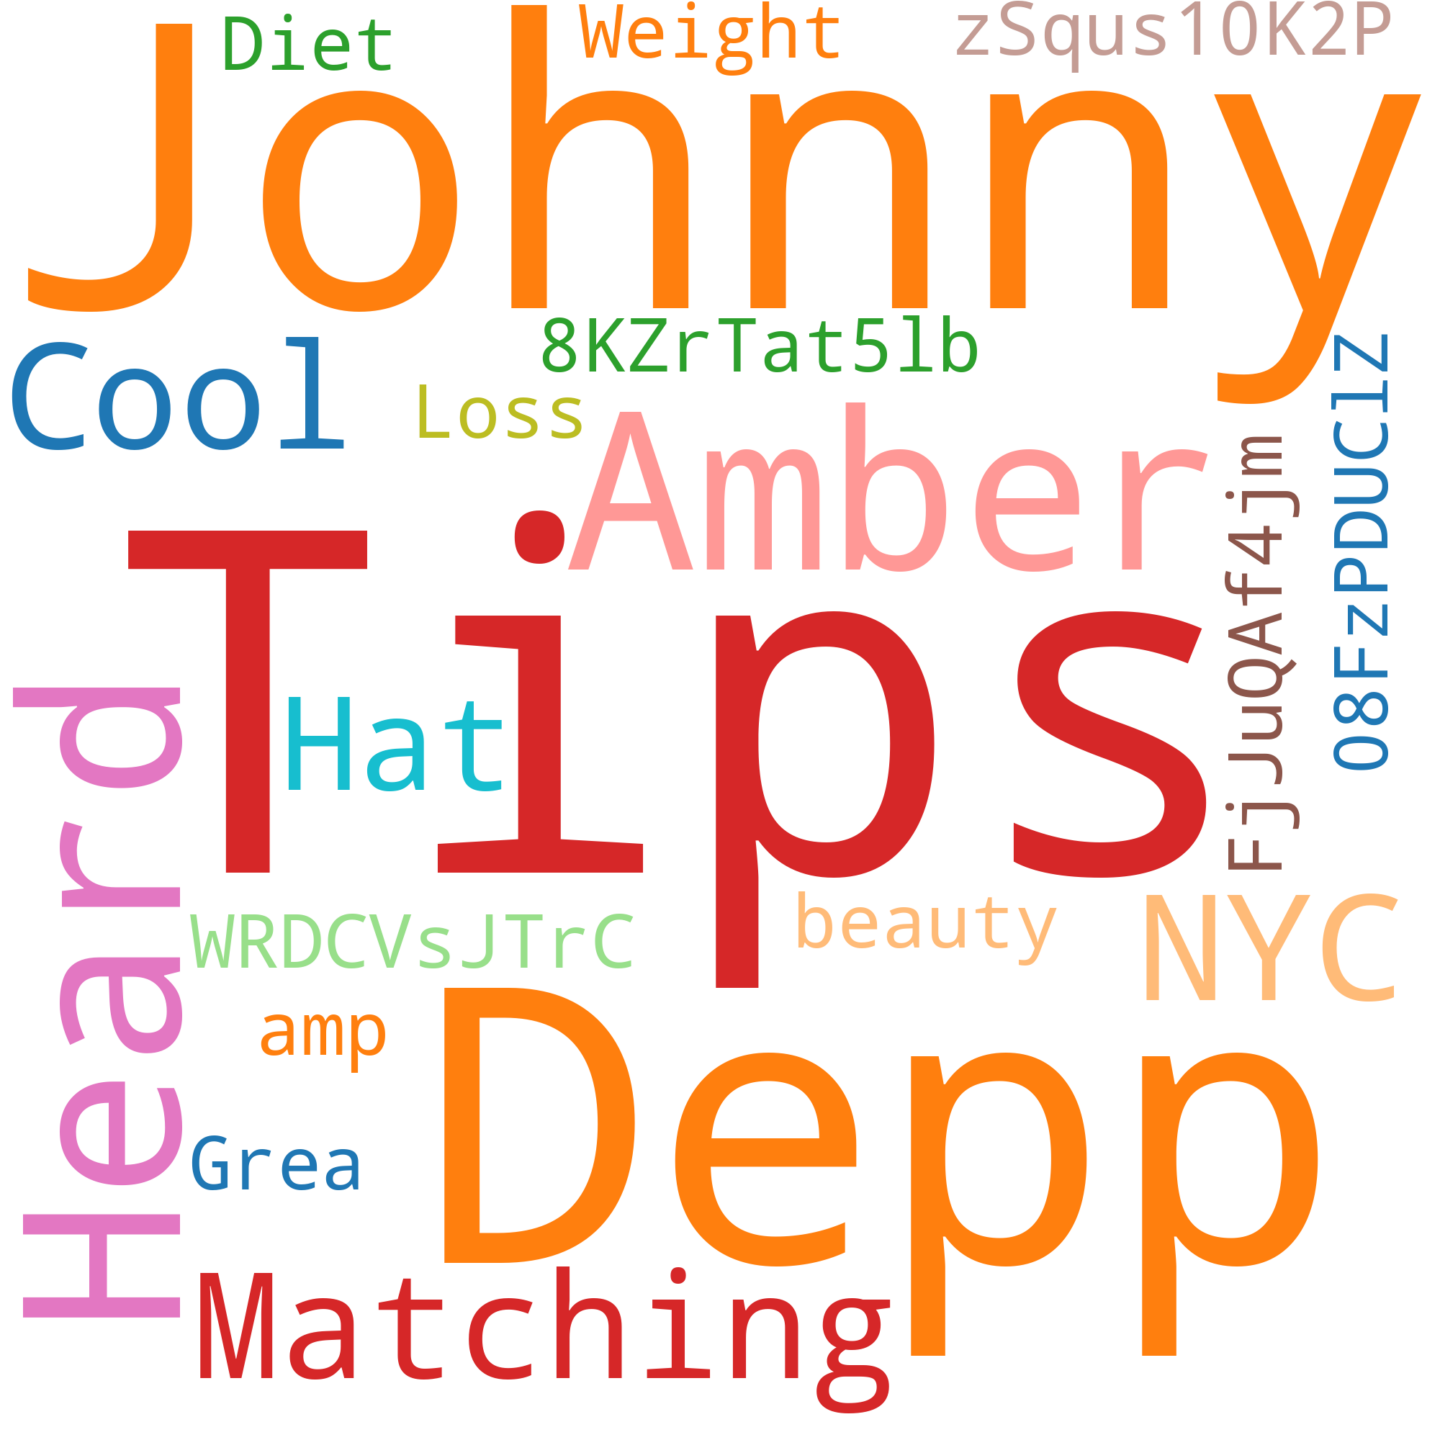 Diet
Weight
zSqus10K2P
Johnny
8KZrTat5lb
Cool
Loss
Amber
O8FzPDUClZ
FjJuQAf4jm
Tips
Hat
Heard
WRDCVsJTrC
beauty
NYC
amp
Depp
Grea
Matching